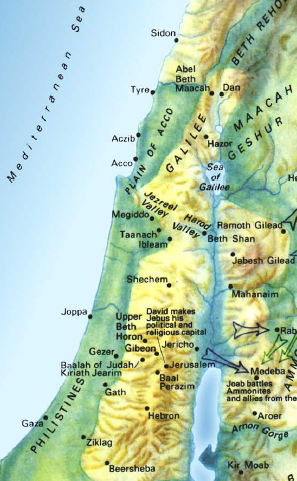 Mediterranean Sea
Sidon
BETH REHO
Abel
Beth
Maacah
Dan
Tyre
MAACAH
GESHUR
PLAIN OF ACCO
GALILEE
Aczib
Hazor
Acco
Sea
of
Galilee
He
Jezreel
Valley
Harod
Valley
Megiddo
Ramoth Gilead
Taanach
Beth Shan
Ibleam
Jabesh Gilead
Shechem
Mahanaim
Joppa
Upper
Beth
Horon
David makes
Jebus his
political and
religious capital
Rab
Gezer
Gibeon
Jericho
AMM
Baalah of Judah/
Kiriath Jearim
Jerusalem
Medeba
Baal
Perazim
Joab battles
Ammonites
and allies from the
Gath
PHILISTINES
Hebron
Aroer
Gaza
Arnon Gorge
Ziklag
Beersheba
Kir Moab